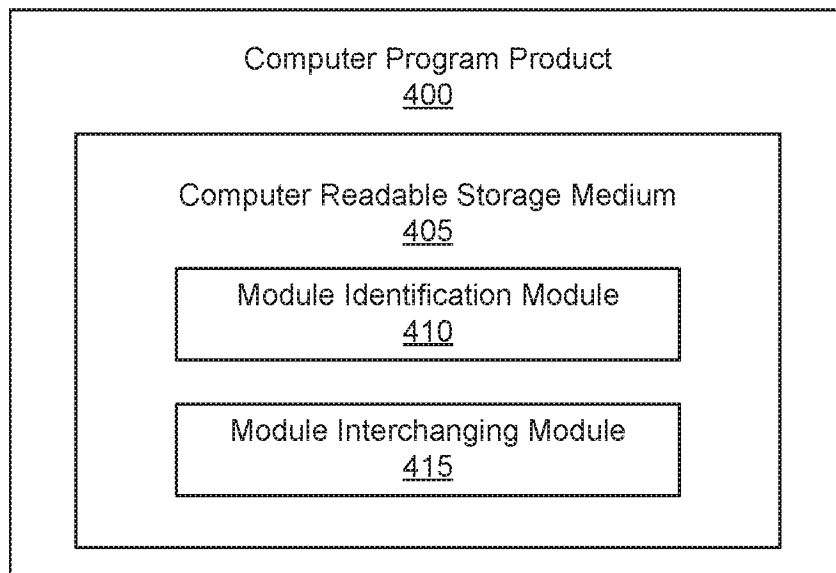 Computer Program Product
400
Computer Readable Storage Medium
405
Module Identification Module
410
Module Interchanging Module
415